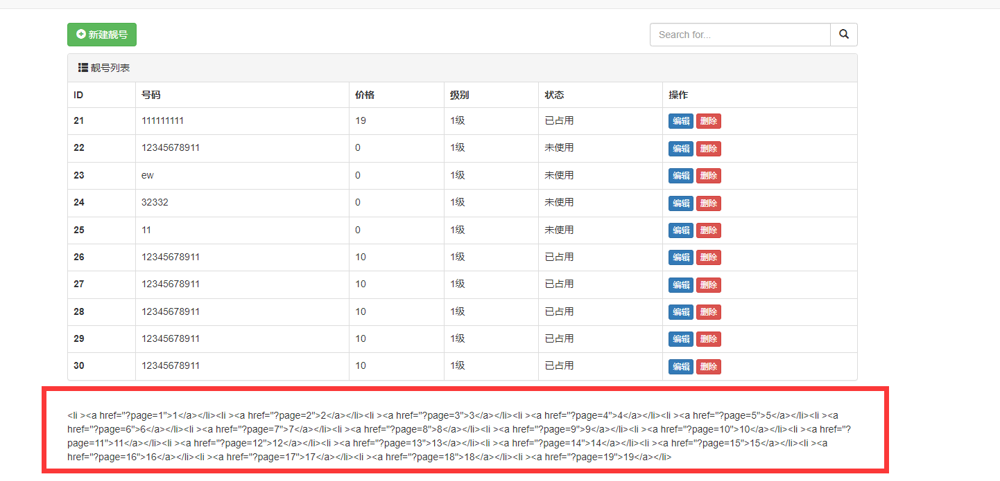 新建靓号
Search for...
靓号列表
ID 号码 价格 级别 状态 操作
21 111111111 19 1级 已占用 编辑 删除
22 12345678911 0 1级 未使用 编辑 删除
23 ew 0 1级 未使用 编辑 删除
24 32332 0 1级 未使用 编辑 删除
25 11 0 1级 未使用 编辑 删除
26 12345678911 10 1级 已占用 编辑 删除
27 12345678911 10 1级 已占用 编辑 删除
28 12345678911 10 1级 已占用 编辑 删除
29 12345678911 10 1级 已占用 编辑 删除
30 12345678911 10 1级 已占用 编辑 删除
<li ><a href="?page=1">1</a></li><li ><a href="?page=2">2</a></li><li ><a href="?page=3">3</a></li><li ><a href="?page=4">4</a></li><li ><a href="?page=5">5</a></li><li ><a
href="?page=6">6</a></li><li ><a href="?page=7">7</a></li><li ><a href="?page=8">8</a></li><li ><a href="?page=9">9</a></li><li ><a href="?page=10">10</a></li><li ><a href="?
page=11">11</a></li><li ><a href="?page=12">12</a></li><li ><a href="?page=13">13</a></li><li ><a href="?page=14">14</a></li><li ><a href="?page=15">15</a></li><li ><a
href="?page=16">16</a></li><li ><a href="?page=17">17</a></li><li ><a href="?page=18">18</a></li><li ><a href="?page=19">19</a></li>